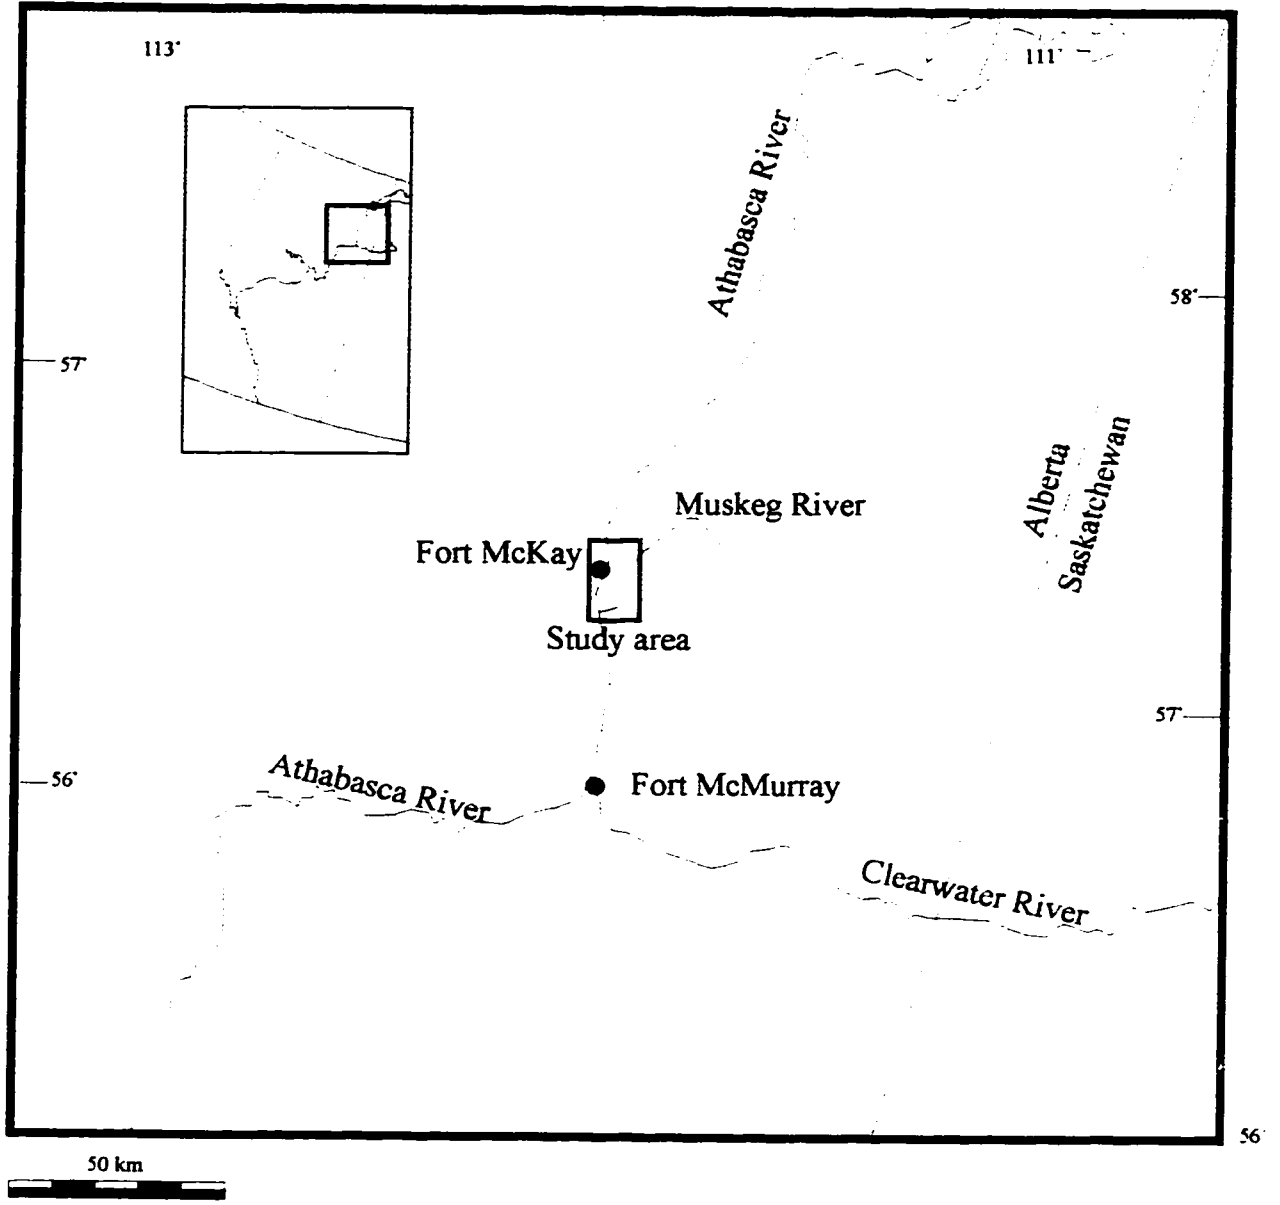 113°
111°
Athabasca River
58°
57°
Alberta
Saskatchewan
Muskeg River
Fort McKay
Study area
57°
56°
Athabasca River
Fort McMurray
Clearwater River
56°
50 km